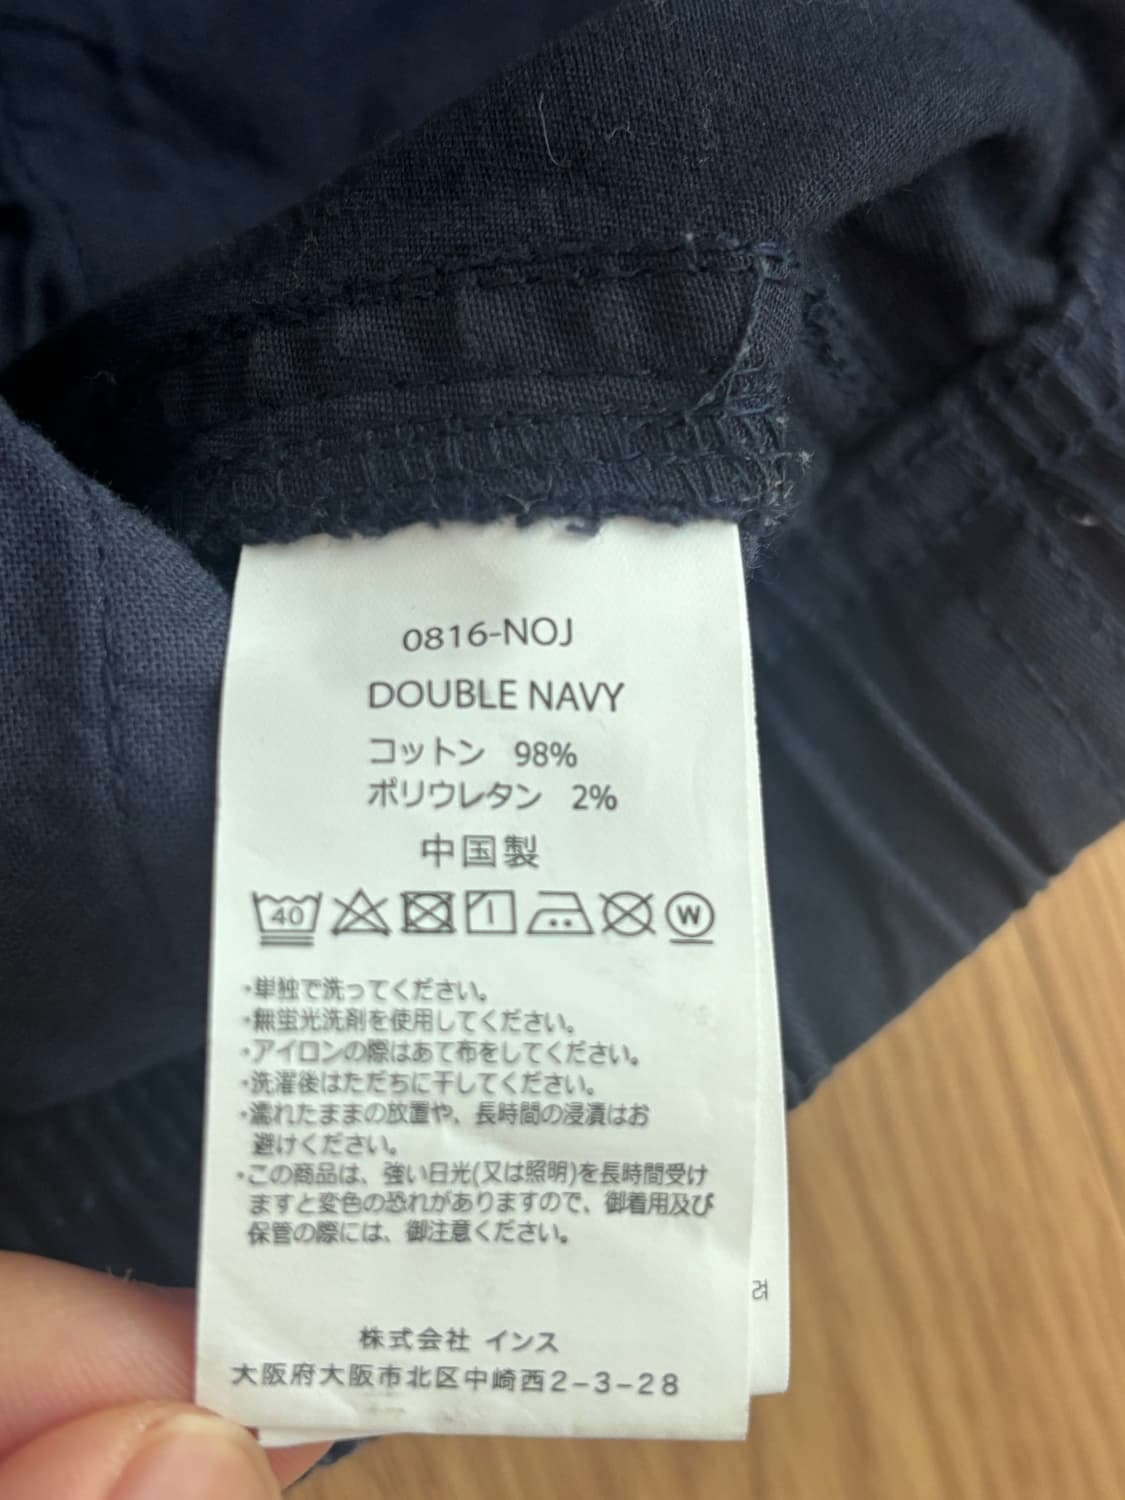 0816-NOJ
DOUBLE NAVY
コットン 98%
ポリウレタン 2%
中国製
40
W
・単独で洗ってください。
・無蛍光洗剤を使用してください。
・アイロンの際はあて布をしてください。
・洗濯後はただちに干してください。
・濡れたままの放置や、長時間の浸漬はお
避けください。
・この商品は、強い日光(又は照明)を長時間受け
ますと変色の恐れがありますので、御着用及び
保管の際には、御注意ください。
려
株式会社 インス
大阪府大阪市北区中崎西2-3-28